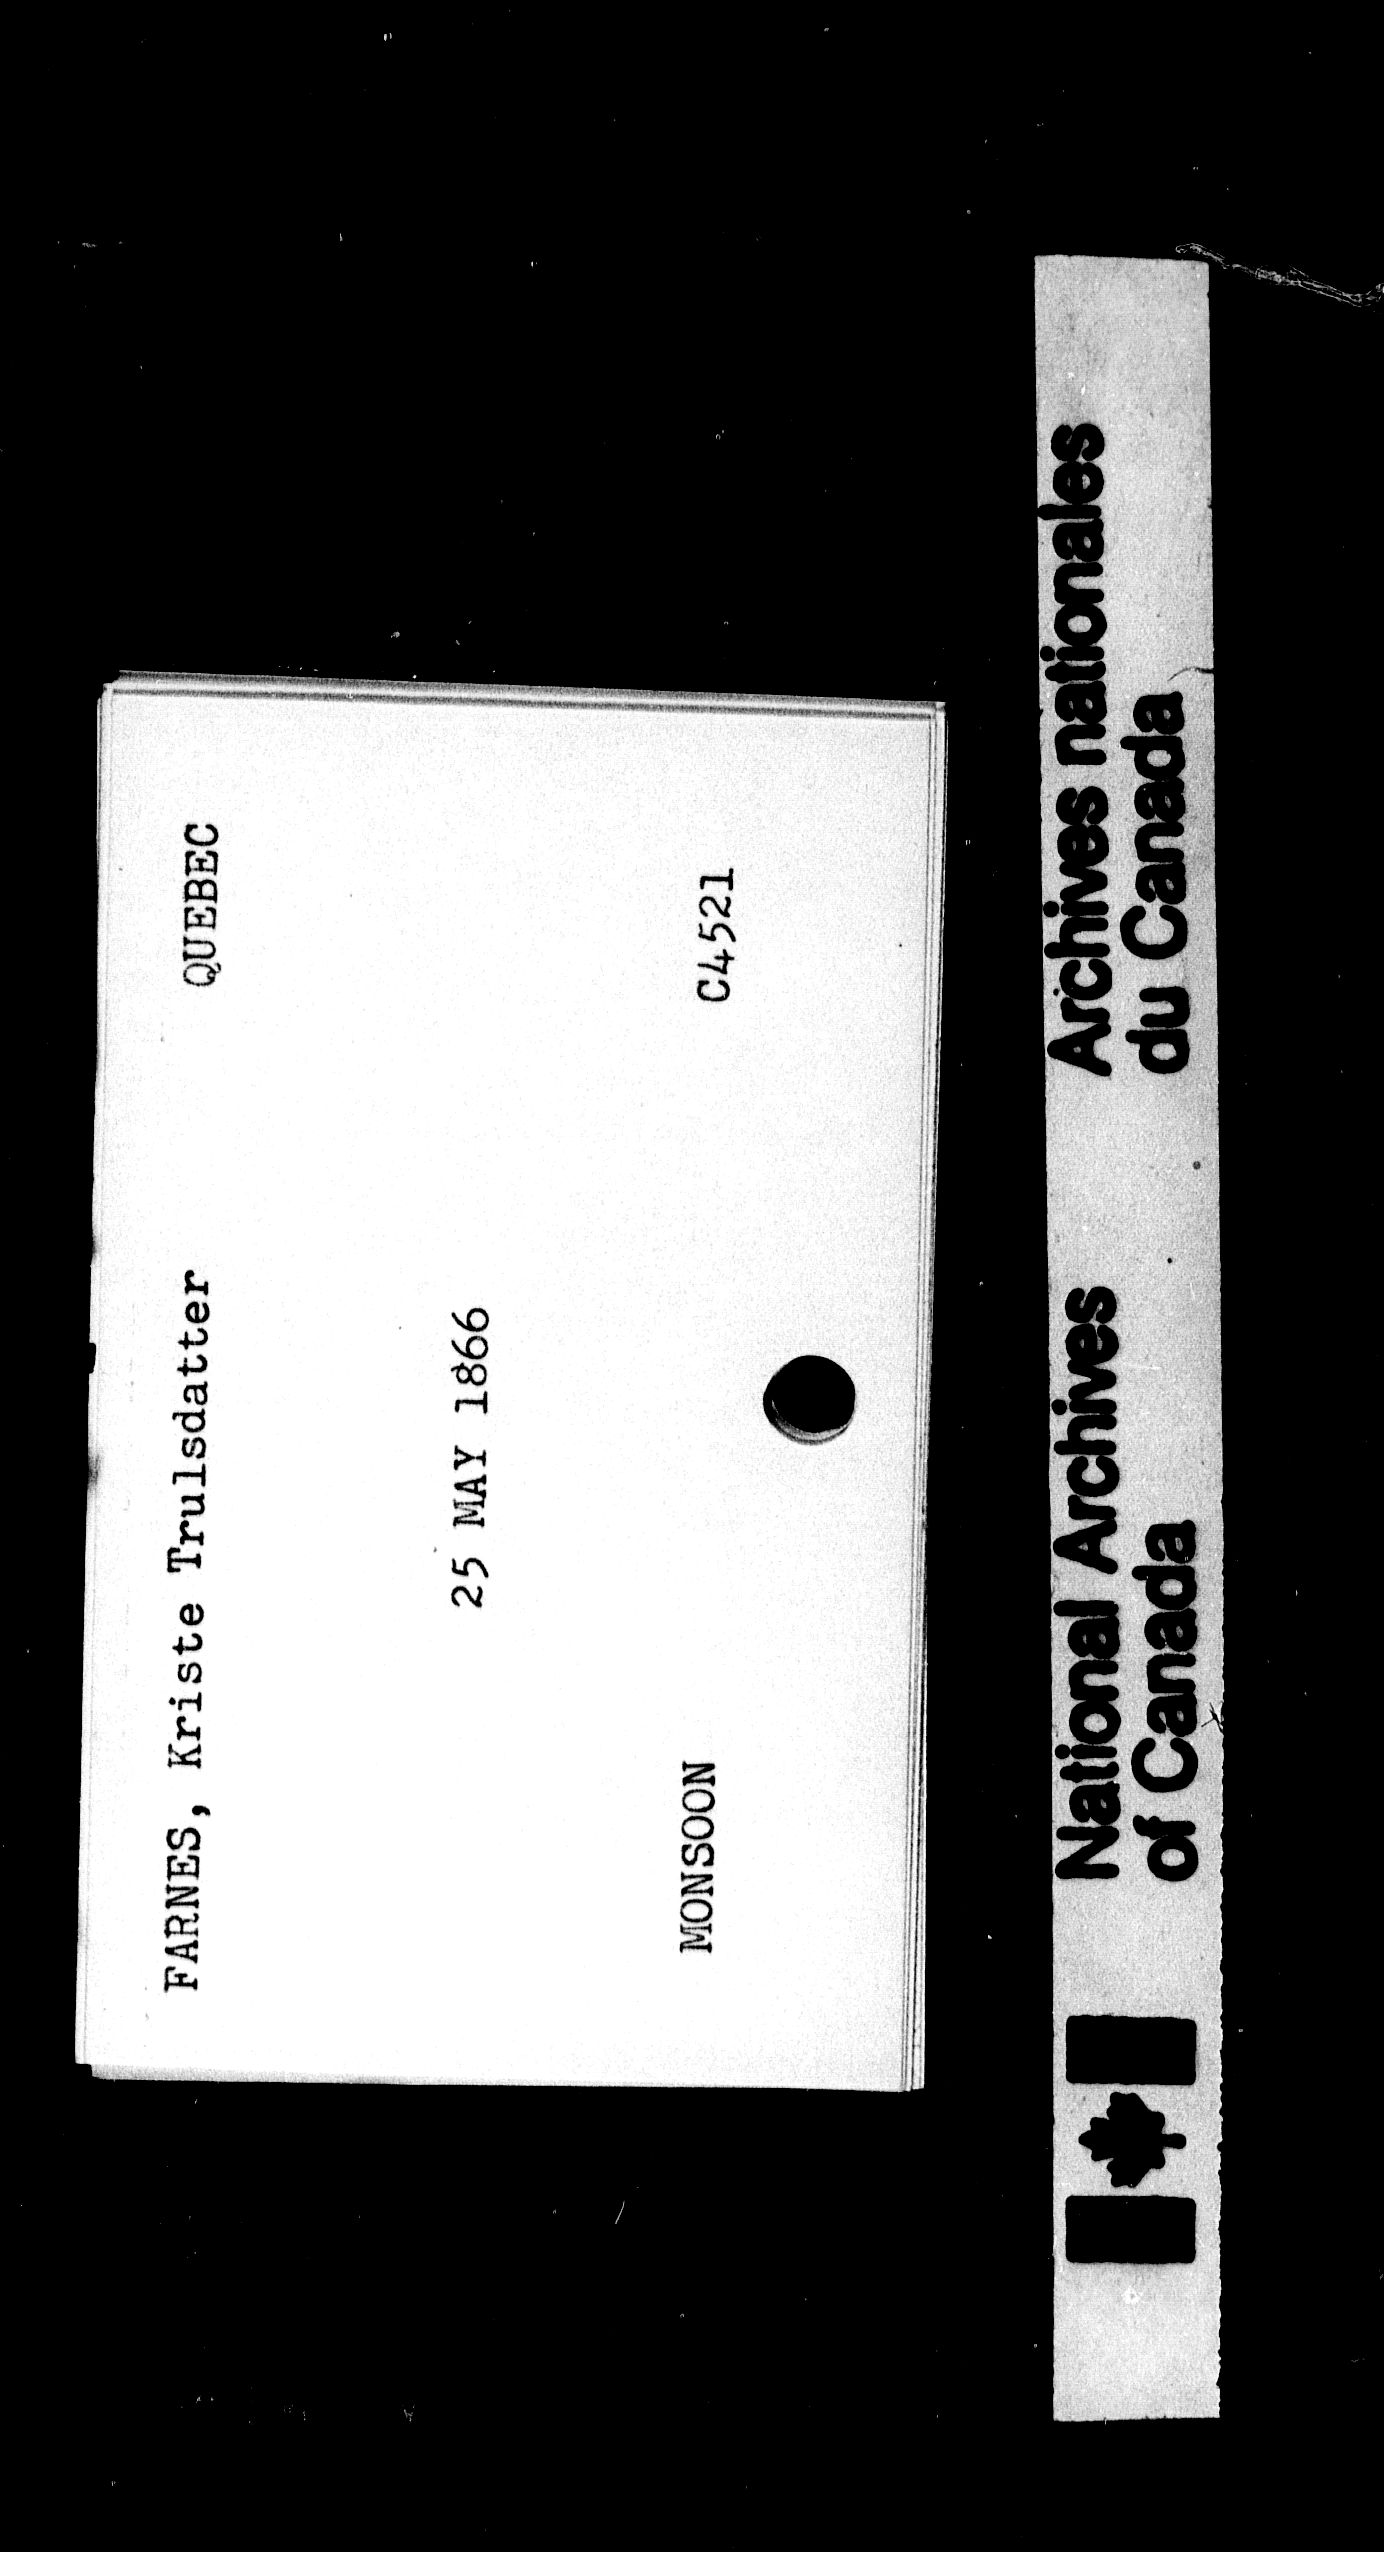 FARNES, Kriste Trulsdatter QUEBEC
25 MAY 1866
MONSOON C4521
National Archives
of Canada
Archives nationales
du Canada